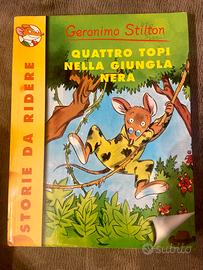 Geronimo Stilton
QUATTRO TOPI
NELLA GIUNGLA
NERA
STORIE DA RIDERE
subito